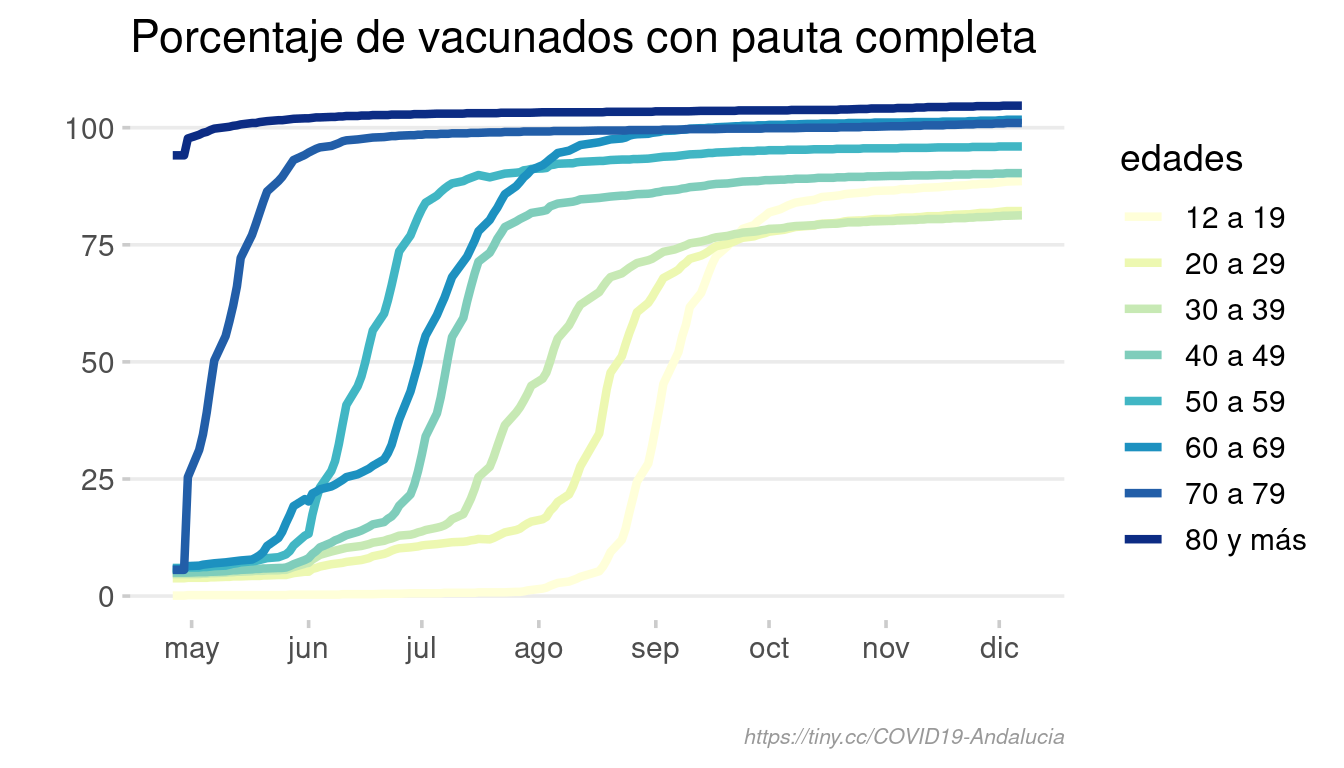 Porcentaje de vacunados con pauta completa
100
75
50
25
0
may jun jul ago sep oct nov dic
edades
12 a 19
20 a 29
30 a 39
40 a 49
50 a 59
60 a 69
70 a 79
80 y más
https://tiny.cc/COVID19-Andalucia